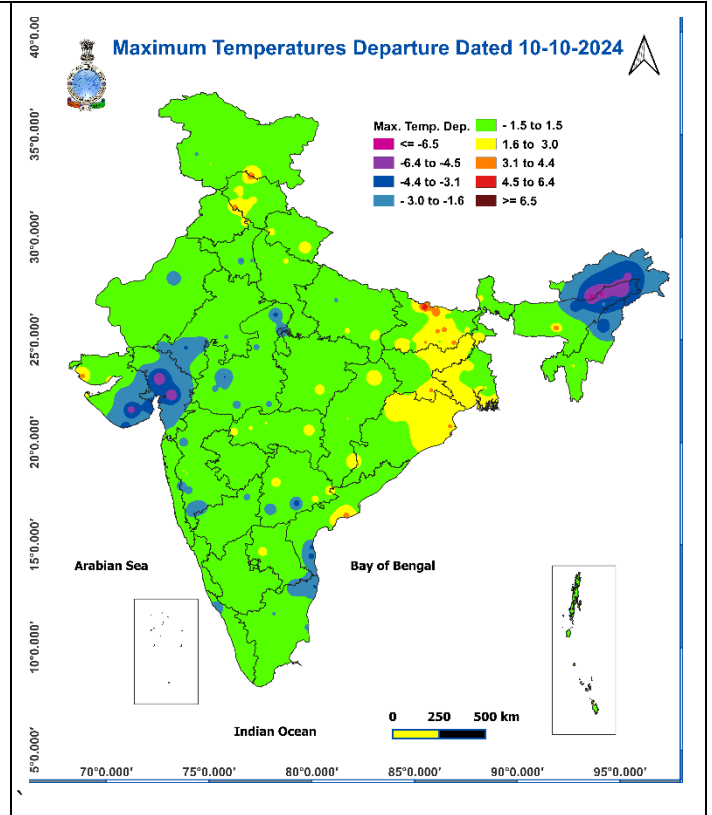 Maximum Temperatures Departure Dated 10-10-2024
Max. Temp. Dep.
<= -6.5
-6.4 to -4.5
-4.4 to -3.1
- 3.0 to -1.6
- 1.5 to 1.5
1.6 to 3.0
3.1 to 4.4
4.5 to 6.4
>= 6.5
40°0.00
35°0.000'
30°0.000'
25°0.000'
20°0.000'
15°0.000'
10°0.000'
5°0.000'
Arabian Sea
Bay of Bengal
Indian Ocean
0 250 500 km
70°0.000' 75°0.000' 80°0.000' 85°0.000' 90°0.000' 95°0.000'
`